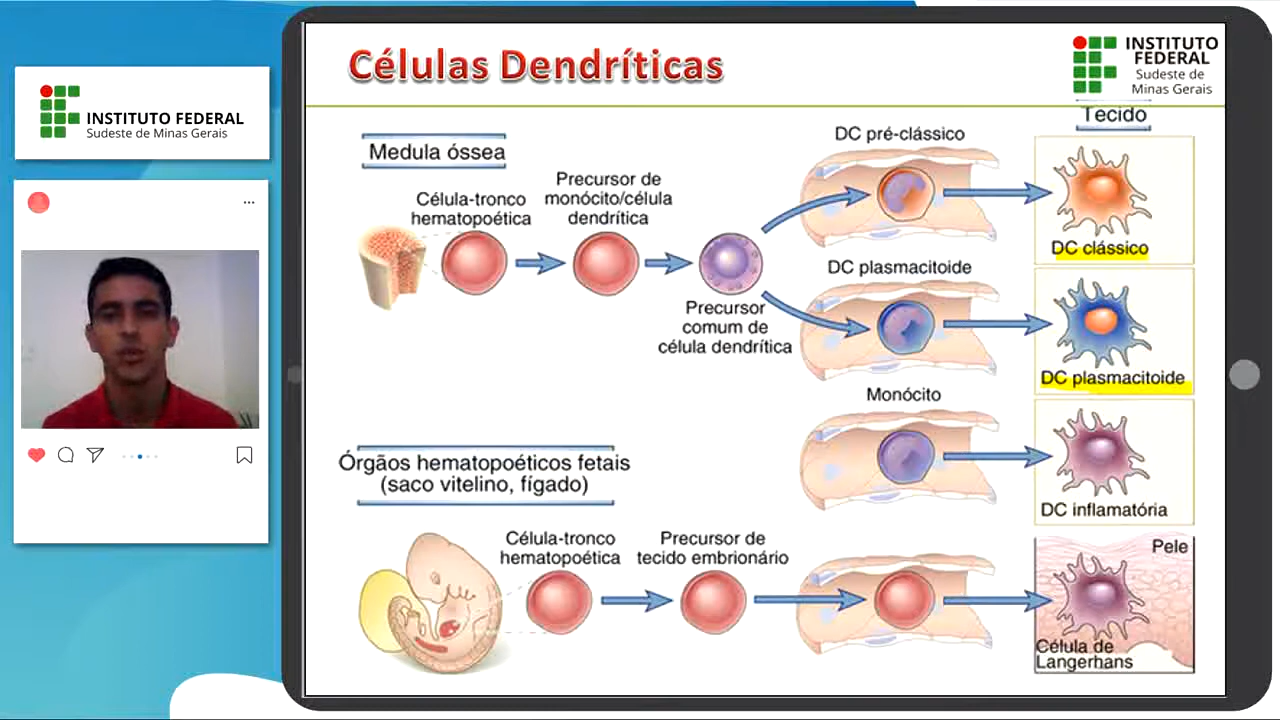 INSTITUTO FEDERAL
Sudeste de Minas Gerais
Células Dendríticas
INSTITUTO
FEDERAL
Sudeste de
Minas Gerais
Tecido
Medula óssea
Célula-tronco
hematopoética
Precursor de
monócito/célula
dendrítica
Precursor
comum de
célula dendrítica
DC pré-clássico
DC clássico
DC plasmacitoide
DC plasmacitoide
Monócito
DC inflamatória
Órgãos hematopoéticos fetais
(saco vitelino, fígado)
Célula-tronco
hematopoética
Precursor de
tecido embrionário
Pele
Célula de
Langerhans